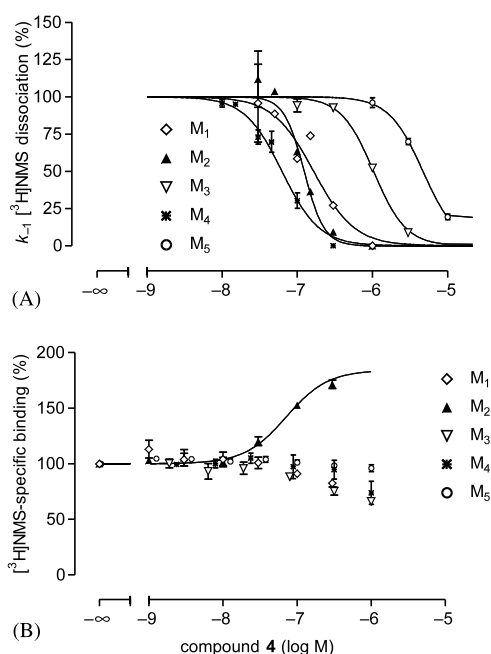 150
125
100
75
50
25
0
k₋₁ [³H]NMS dissociation (%)
M₁
M₂
M₃
M₄
M₅
(A)
–∞ –9 –8 –7 –6 –5
200
150
100
50
0
[³H]NMS-specific binding (%)
M₁
M₂
M₃
M₄
M₅
–∞ –9 –8 –7 –6 –5
(B)
compound 4 (log M)